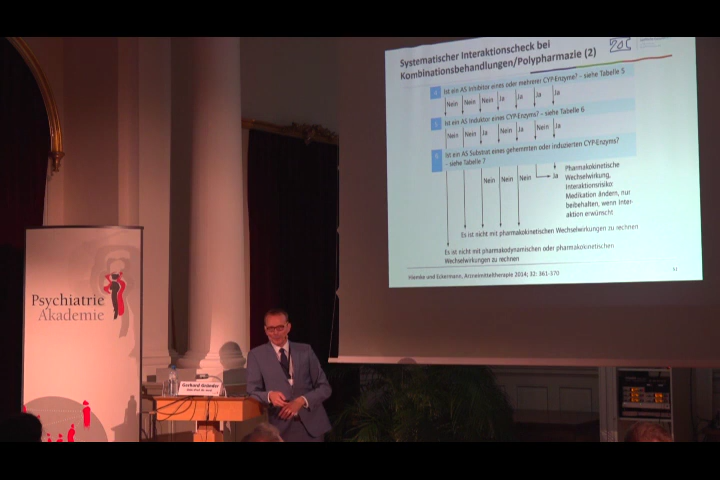 Systematischer Interaktionscheck bei
Kombinationsbehandlungen/Polypharmazie (2)
Ist ein AS Inhibitor eines oder mehrerer CYP-Enzyme? – siehe Tabelle 5
Nein Nein Nein Ja Ja Ja Ja
Ist ein AS Induktor eines CYP-Enzyms? – siehe Tabelle 6
Nein Nein Ja Nein Ja Nein Ja
Ist ein AS Substrat eines gehemmten oder induzierten CYP-Enzyms?
– siehe Tabelle 7
Nein Nein Nein Ja
Pharmakokinetische
Wechselwirkung,
Interaktionsrisiko:
Medikation ändern, nur
beibehalten, wenn Inter-
aktion erwünscht
Es ist nicht mit pharmakokinetischen Wechselwirkungen zu rechnen
Es ist nicht mit pharmakodynamischen oder pharmakokinetischen
Wechselwirkungen zu rechnen
Hiemke und Eckermann, Arzneimitteltherapie 2014; 32: 361-370
Psychiatrie
Akademie
Gerhard Gründer